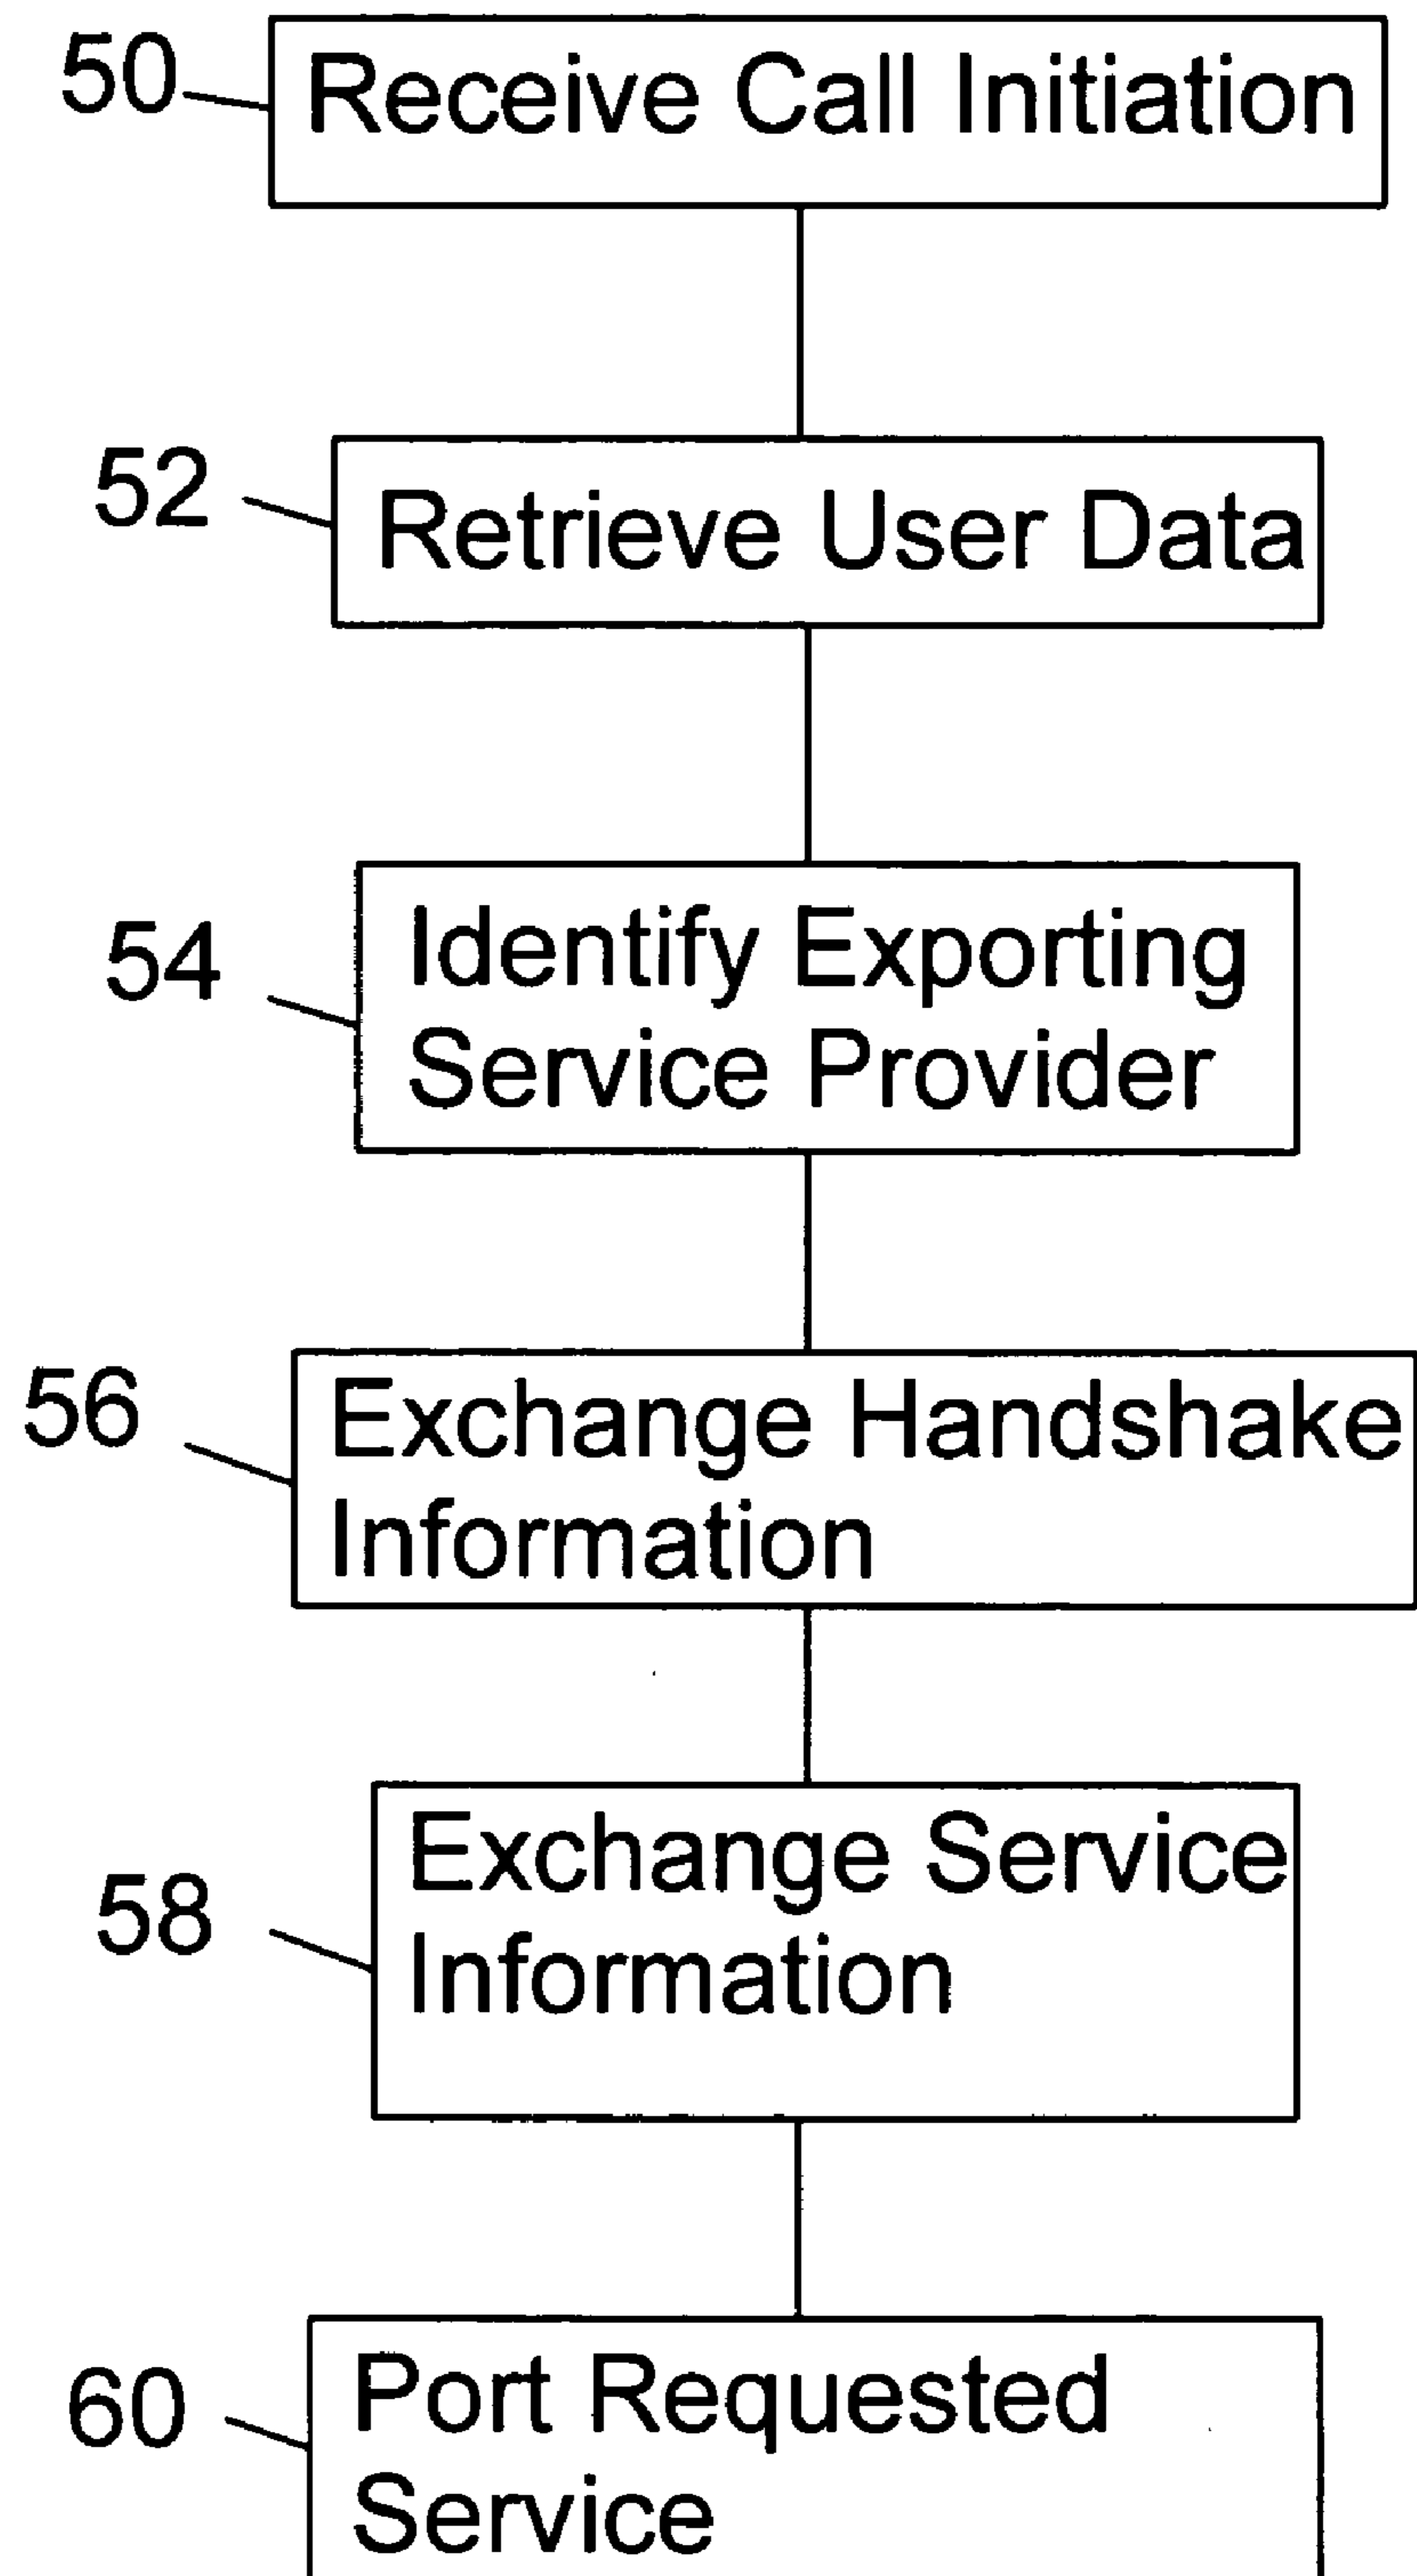 50 Receive Call Initiation
52 Retrieve User Data
54 Identify Exporting
Service Provider
56 Exchange Handshake
Information
58 Exchange Service
Information
60 Port Requested
Service